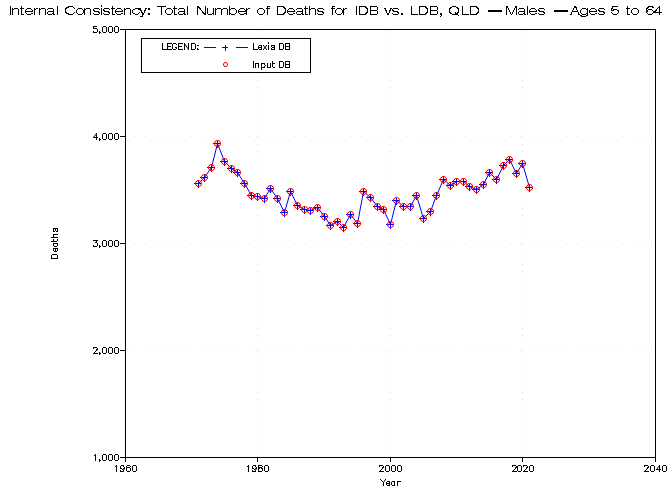 Internal Consistency: Total Number of Deaths for IDB vs. LDB, QLD — Males — Ages 5 to 64
5,000
LEGEND: Lexis DB
Input DB
4,000
3,000
Deaths
2,000
1,000
1960 1980 2000 2020 2040
Year